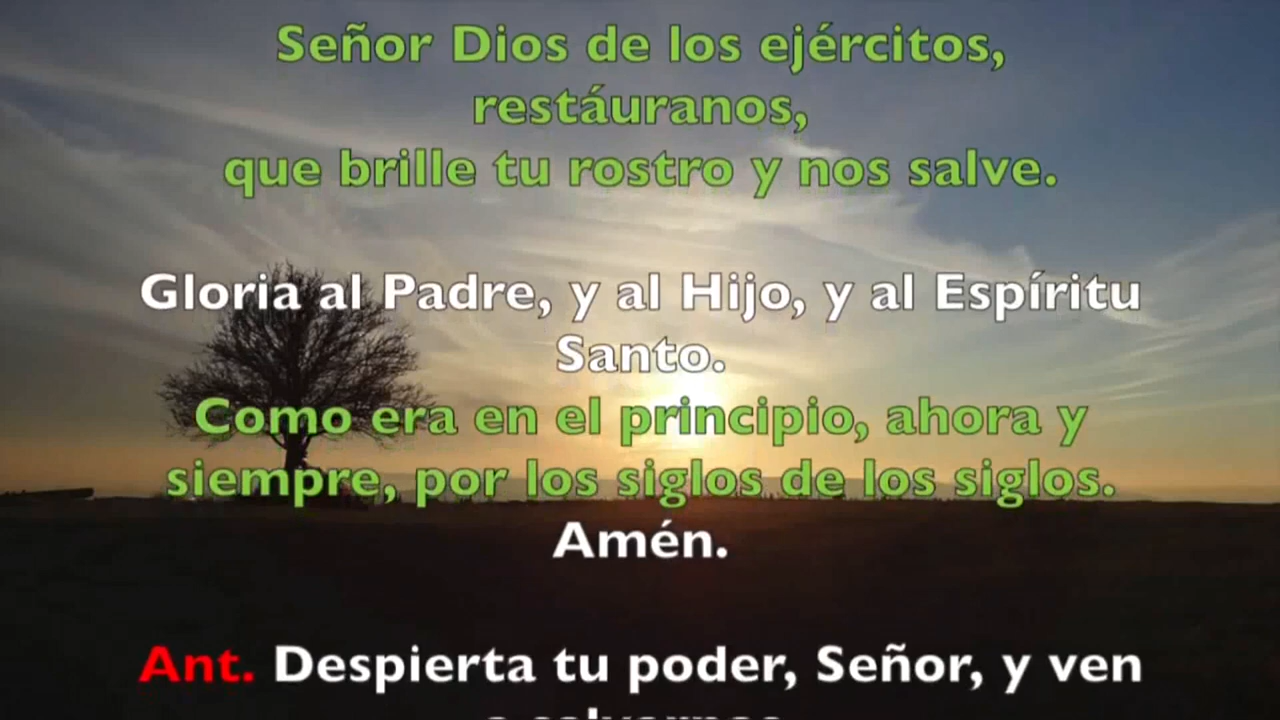 Señor Dios de los ejércitos,
restáuranos,
que brille tu rostro y nos salve.
Gloria al Padre, y al Hijo, y al Espíritu
Santo.
Como era en el principio, ahora y
siempre, por los siglos de los siglos.
Amén.
Ant. Despierta tu poder, Señor, y ven